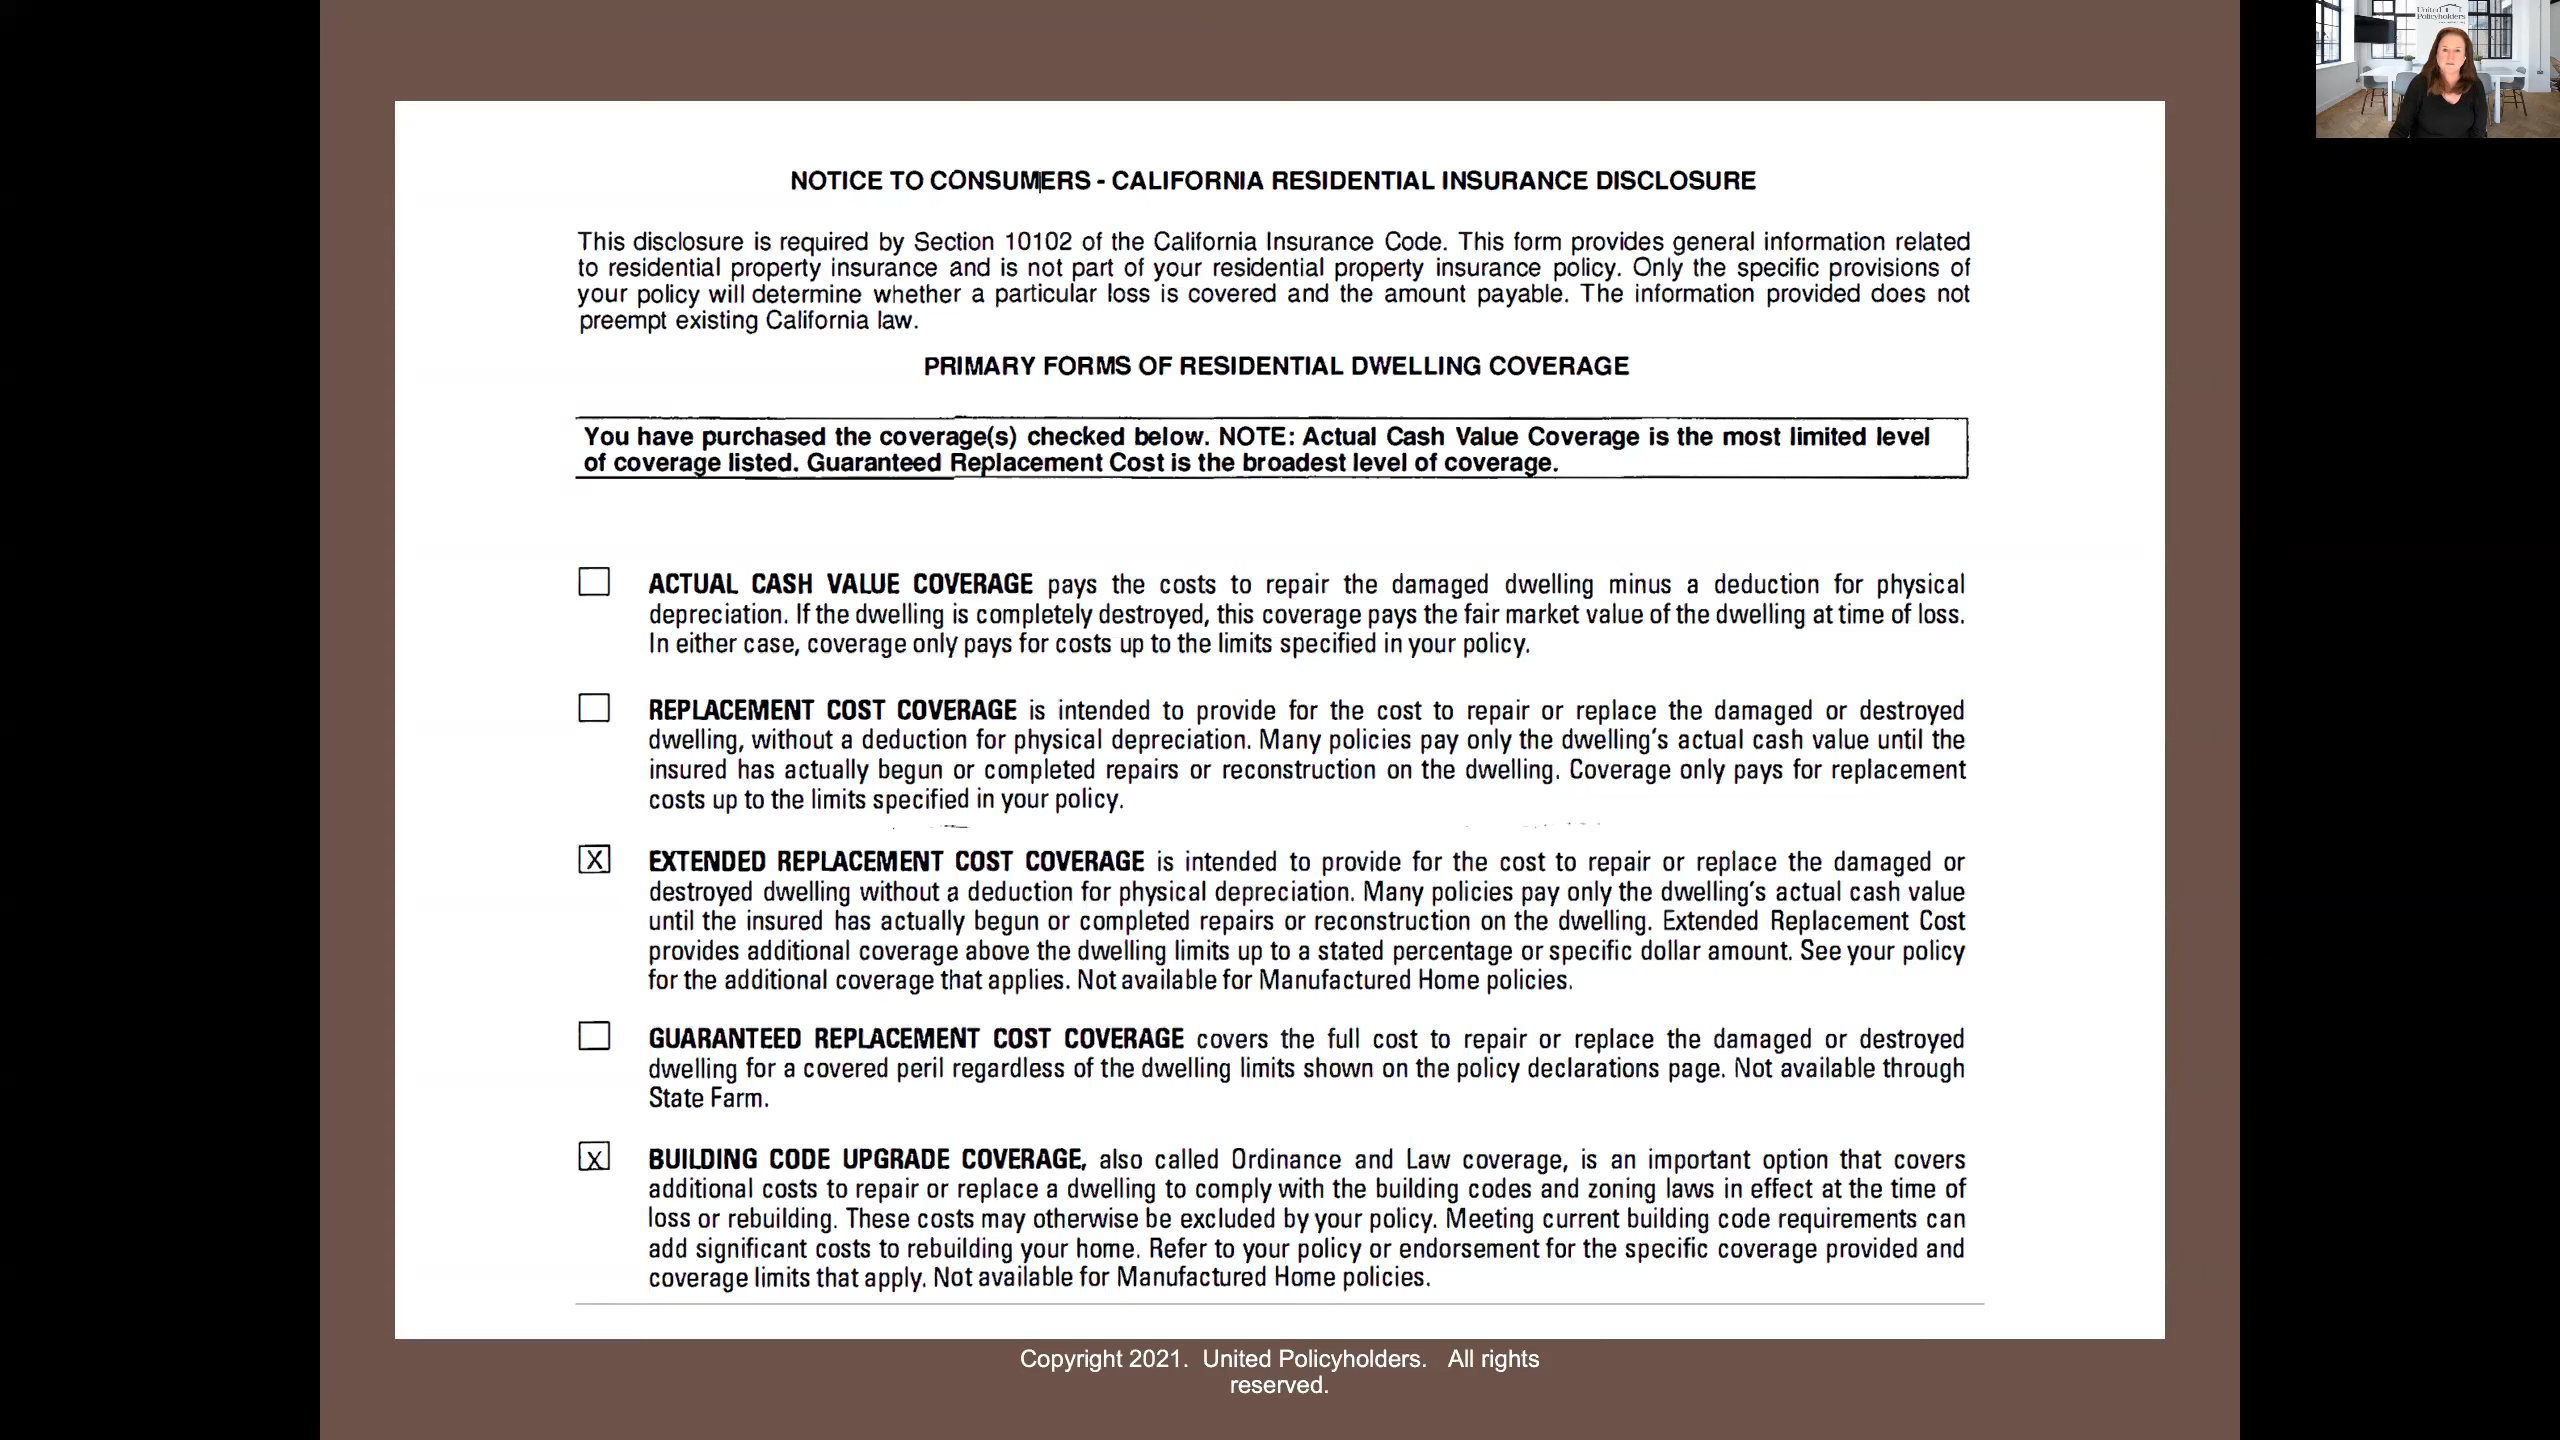 United
Policyholders
NOTICE TO CONSUMERS - CALIFORNIA RESIDENTIAL INSURANCE DISCLOSURE
This disclosure is required by Section 10102 of the California Insurance Code. This form provides general information related
to residential property insurance and is not part of your residential property insurance policy. Only the specific provisions of
your policy will determine whether a particular loss is covered and the amount payable. The information provided does not
preempt existing California law.
PRIMARY FORMS OF RESIDENTIAL DWELLING COVERAGE
You have purchased the coverage(s) checked below. NOTE: Actual Cash Value Coverage is the most limited level
of coverage listed. Guaranteed Replacement Cost is the broadest level of coverage.
ACTUAL CASH VALUE COVERAGE pays the costs to repair the damaged dwelling minus a deduction for physical
depreciation. If the dwelling is completely destroyed, this coverage pays the fair market value of the dwelling at time of loss.
In either case, coverage only pays for costs up to the limits specified in your policy.
REPLACEMENT COST COVERAGE is intended to provide for the cost to repair or replace the damaged or destroyed
dwelling, without a deduction for physical depreciation. Many policies pay only the dwelling's actual cash value until the
insured has actually begun or completed repairs or reconstruction on the dwelling. Coverage only pays for replacement
costs up to the limits specified in your policy.
X EXTENDED REPLACEMENT COST COVERAGE is intended to provide for the cost to repair or replace the damaged or
destroyed dwelling without a deduction for physical depreciation. Many policies pay only the dwelling's actual cash value
until the insured has actually begun or completed repairs or reconstruction on the dwelling. Extended Replacement Cost
provides additional coverage above the dwelling limits up to a stated percentage or specific dollar amount. See your policy
for the additional coverage that applies. Not available for Manufactured Home policies.
GUARANTEED REPLACEMENT COST COVERAGE covers the full cost to repair or replace the damaged or destroyed
dwelling for a covered peril regardless of the dwelling limits shown on the policy declarations page. Not available through
State Farm.
X BUILDING CODE UPGRADE COVERAGE, also called Ordinance and Law coverage, is an important option that covers
additional costs to repair or replace a dwelling to comply with the building codes and zoning laws in effect at the time of
loss or rebuilding. These costs may otherwise be excluded by your policy. Meeting current building code requirements can
add significant costs to rebuilding your home. Refer to your policy or endorsement for the specific coverage provided and
coverage limits that apply. Not available for Manufactured Home policies.
Copyright 2021. United Policyholders. All rights
reserved.